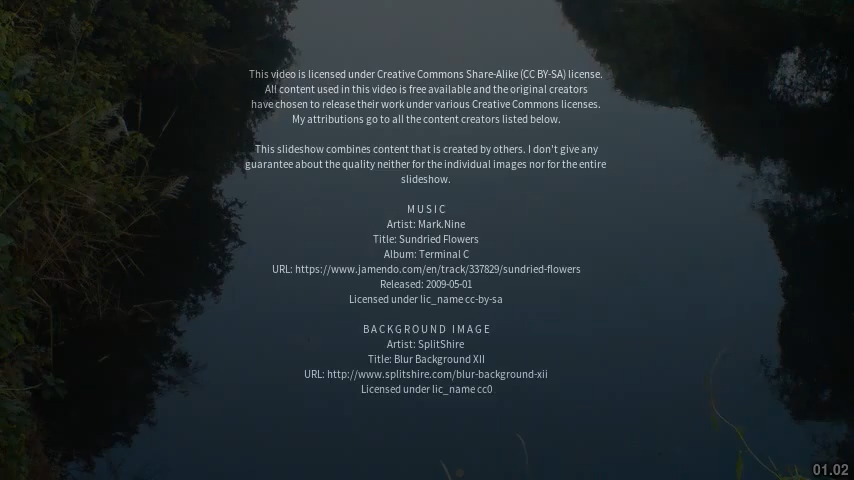 This video is licensed under Creative Commons Share-Alike (CC BY-SA) license.
All content used in this video is free available and the original creators
have chosen to release their work under various Creative Commons licenses.
My attributions go to all the content creators listed below.
This slideshow combines content that is created by others. I don't give any
guarantee about the quality neither for the individual images nor for the entire
slideshow.
MUSIC
Artist: Mark.Nine
Title: Sundried Flowers
Album: Terminal C
URL: https://www.jamendo.com/en/track/337829/sundried-flowers
Released: 2009-05-01
Licensed under lic_name cc-by-sa
BACKGROUND IMAGE
Artist: SplitShire
Title: Blur Background XII
URL: http://www.splitshire.com/blur-background-xii
Licensed under lic_name cc0
01.02